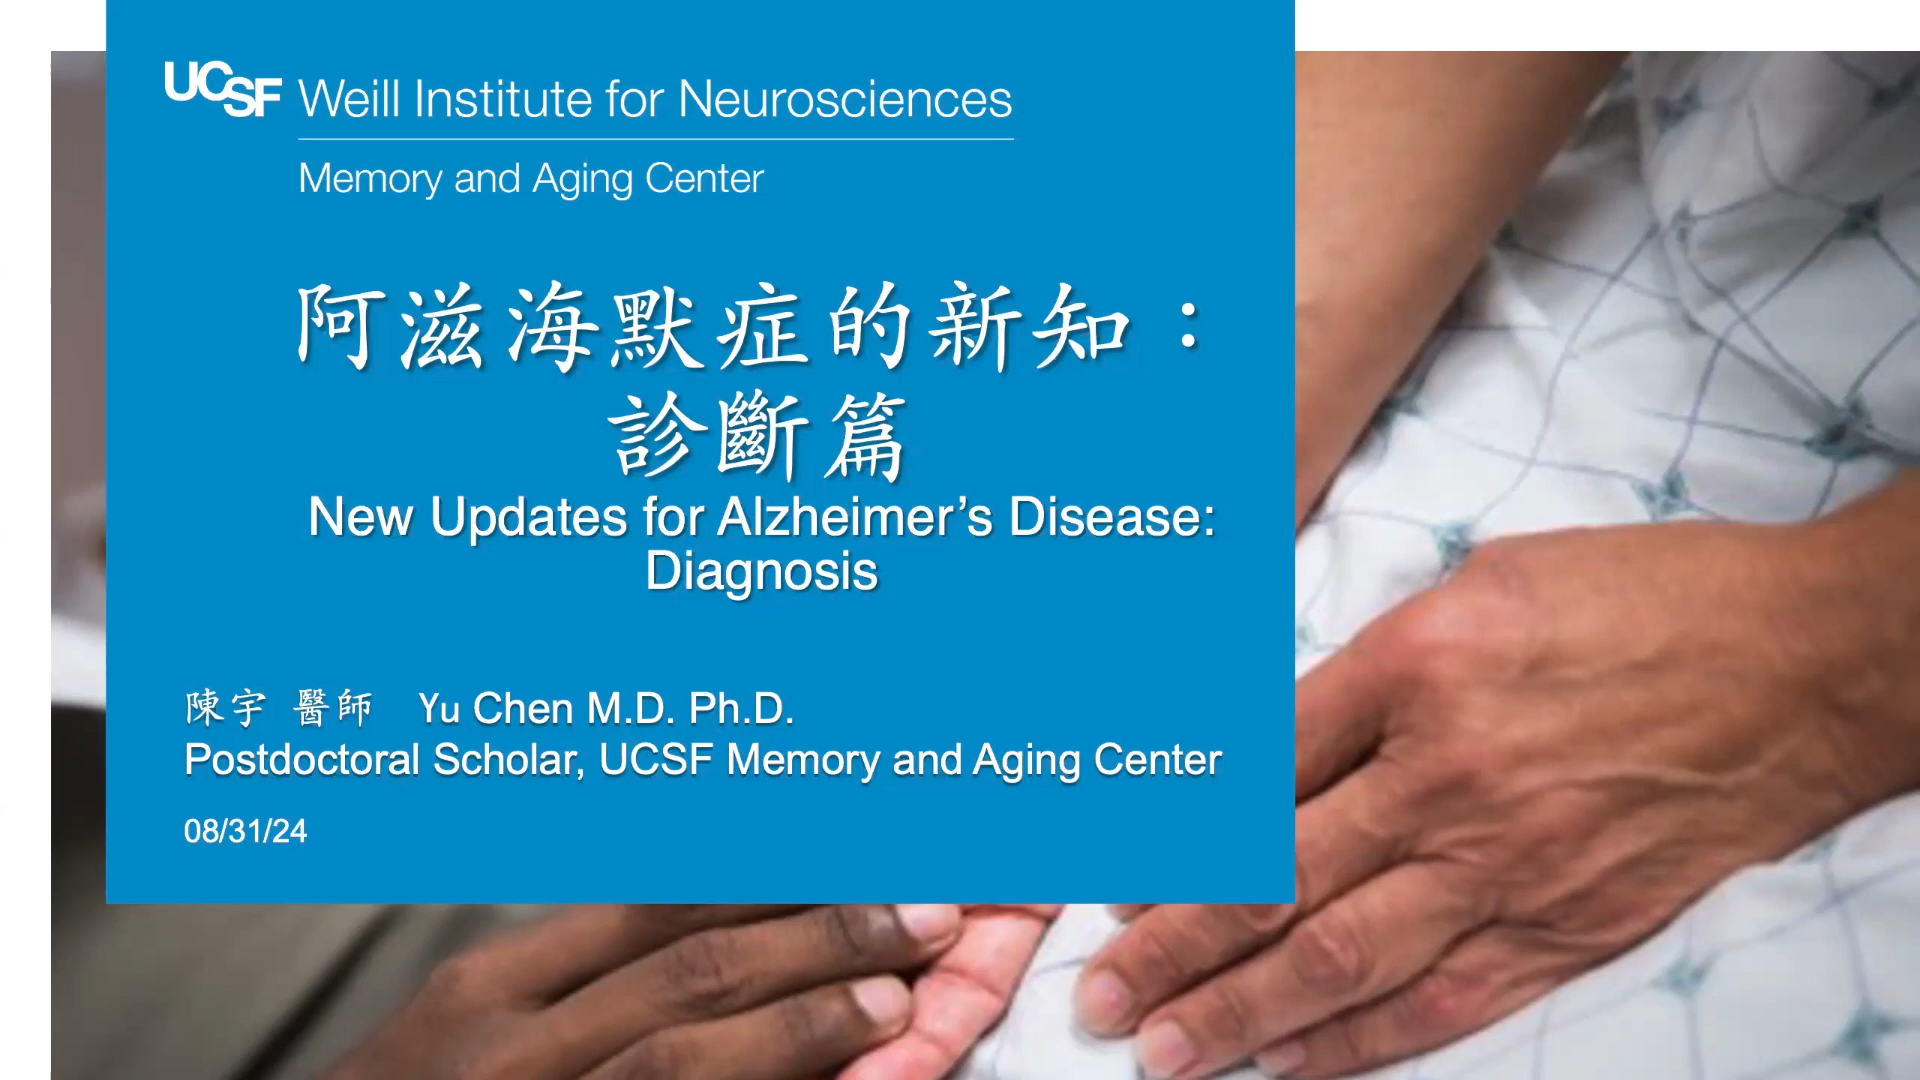 UCSF Weill Institute for Neurosciences
Memory and Aging Center
阿滋海默症的新知：
診斷篇
New Updates for Alzheimer’s Disease:
Diagnosis
陳宇 醫師 Yu Chen M.D. Ph.D.
Postdoctoral Scholar, UCSF Memory and Aging Center
08/31/24